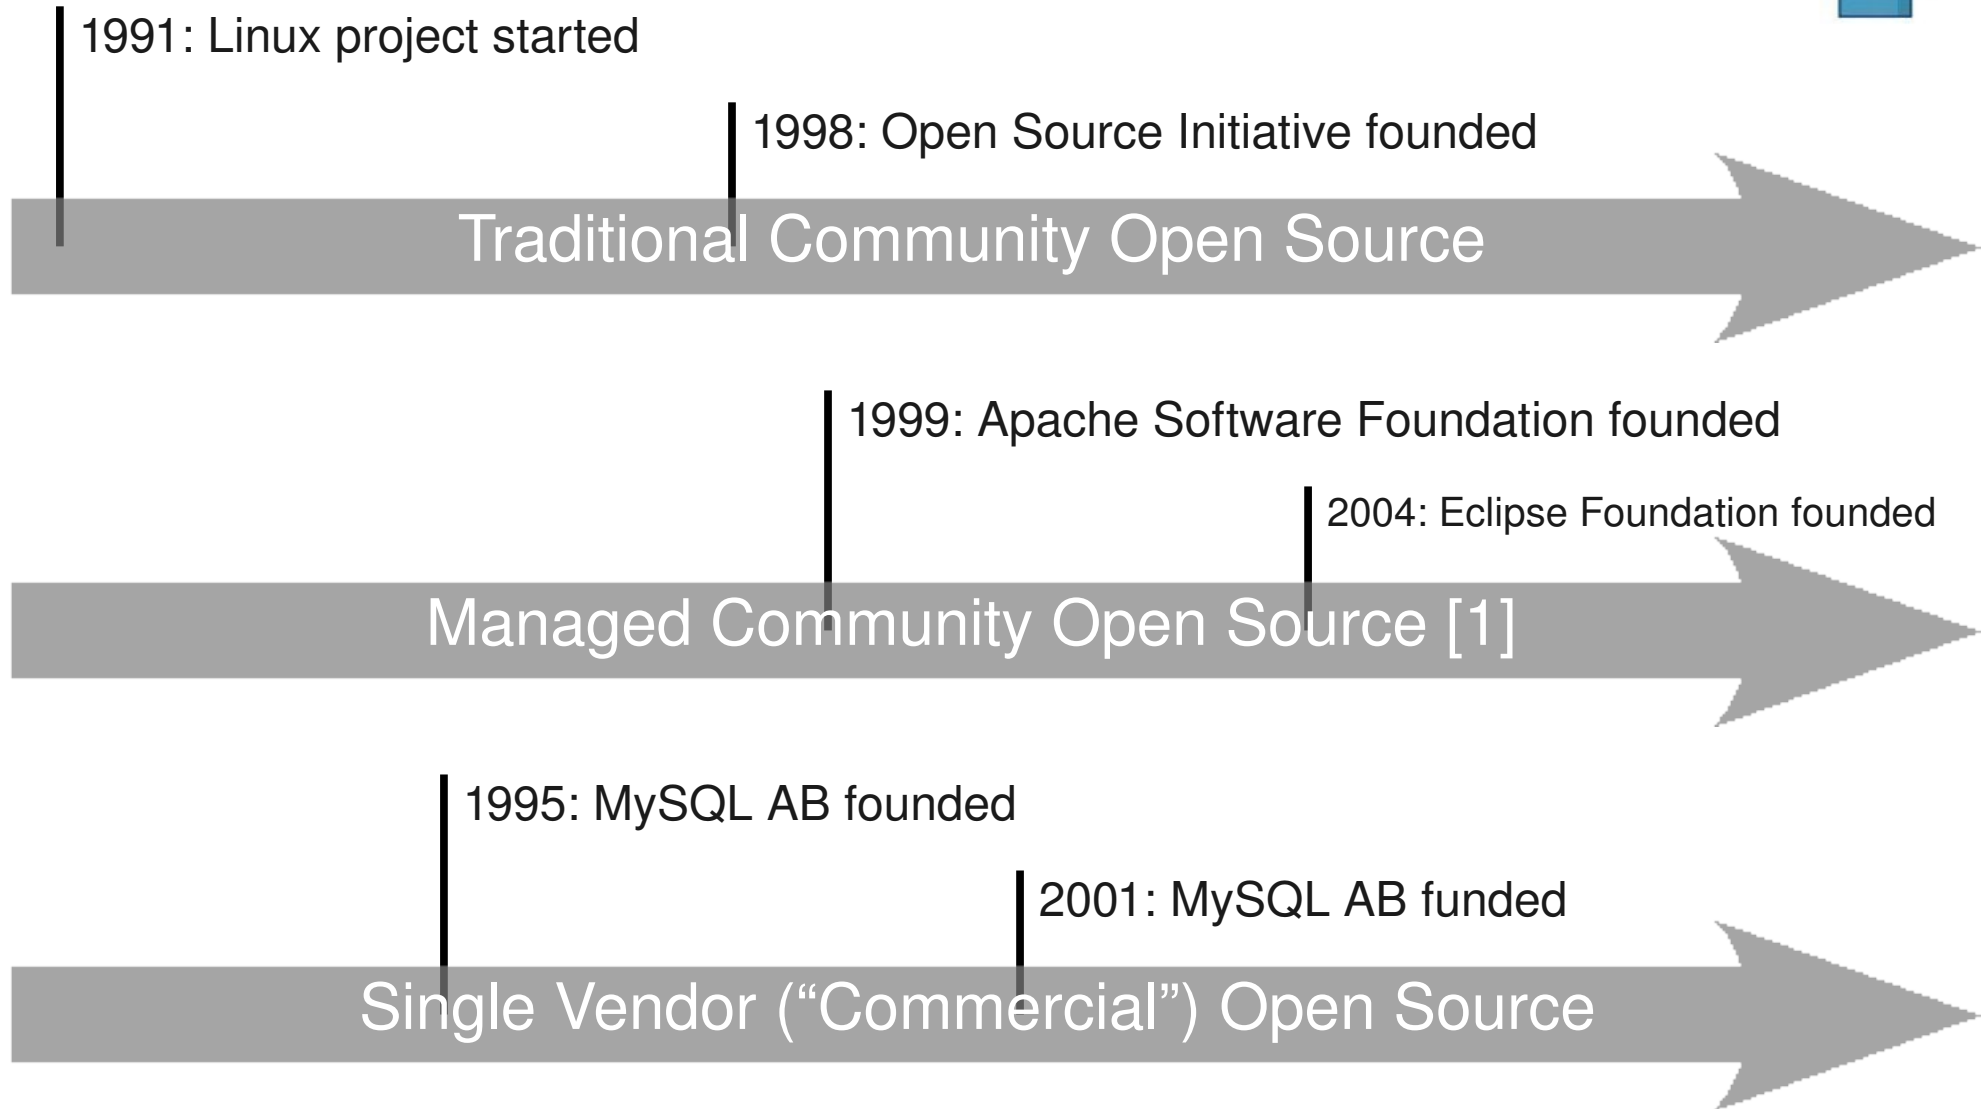 1991: Linux project started
1998: Open Source Initiative founded
Traditional Community Open Source
1999: Apache Software Foundation founded
2004: Eclipse Foundation founded
Managed Community Open Source [1]
1995: MySQL AB founded
2001: MySQL AB funded
Single Vendor (“Commercial”) Open Source